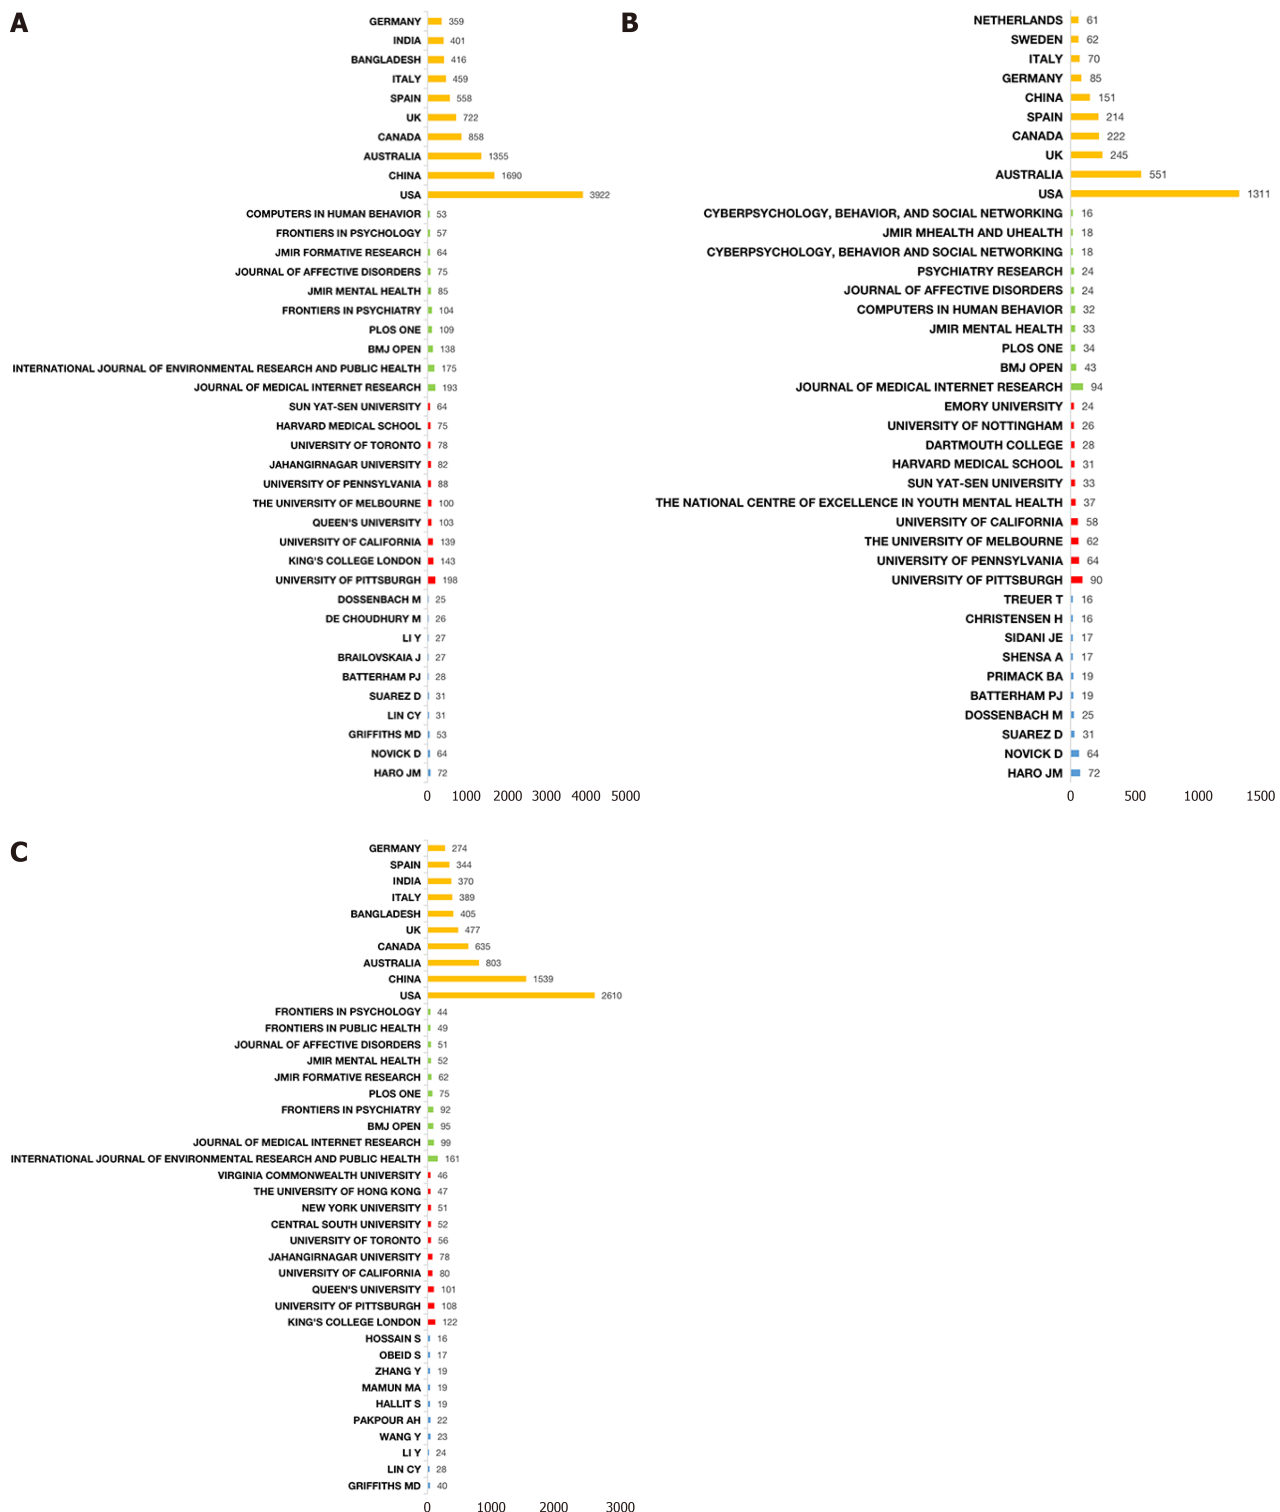 A
GERMANY 359
INDIA 401
BANGLADESH 416
ITALY 459
SPAIN 558
UK 722
CANADA 858
AUSTRALIA 1355
CHINA 1690
USA 3922
COMPUTERS IN HUMAN BEHAVIOR 53
FRONTIERS IN PSYCHOLOGY 57
JMIR FORMATIVE RESEARCH 64
JOURNAL OF AFFECTIVE DISORDERS 75
JMIR MENTAL HEALTH 85
FRONTIERS IN PSYCHIATRY 104
PLOS ONE 109
BMJ OPEN 138
INTERNATIONAL JOURNAL OF ENVIRONMENTAL RESEARCH AND PUBLIC HEALTH 175
JOURNAL OF MEDICAL INTERNET RESEARCH 193
SUN YAT-SEN UNIVERSITY 64
HARVARD MEDICAL SCHOOL 75
UNIVERSITY OF TORONTO 78
JAHANGIRNAGAR UNIVERSITY 82
UNIVERSITY OF PENNSYLVANIA 88
THE UNIVERSITY OF MELBOURNE 100
QUEEN'S UNIVERSITY 103
UNIVERSITY OF CALIFORNIA 139
KING'S COLLEGE LONDON 143
UNIVERSITY OF PITTSBURGH 198
DOSSENBACH M 25
DE CHOUDHURY M 26
LI Y 27
BRAILOVSKAIA J 27
BATTERHAM PJ 28
SUAREZ D 31
LIN CY 31
GRIFFITHS MD 53
NOVICK D 64
HARO JM 72
0 1000 2000 3000 4000 5000
B
NETHERLANDS 61
SWEDEN 62
ITALY 70
GERMANY 85
CHINA 151
SPAIN 214
CANADA 222
UK 245
AUSTRALIA 551
USA 1311
CYBERPSYCHOLOGY, BEHAVIOR, AND SOCIAL NETWORKING 16
JMIR MHEALTH AND UHEALTH 18
CYBERPSYCHOLOGY, BEHAVIOR AND SOCIAL NETWORKING 18
PSYCHIATRY RESEARCH 24
JOURNAL OF AFFECTIVE DISORDERS 24
COMPUTERS IN HUMAN BEHAVIOR 32
JMIR MENTAL HEALTH 33
PLOS ONE 34
BMJ OPEN 43
JOURNAL OF MEDICAL INTERNET RESEARCH 94
EMORY UNIVERSITY 24
UNIVERSITY OF NOTTINGHAM 26
DARTMOUTH COLLEGE 28
HARVARD MEDICAL SCHOOL 31
SUN YAT-SEN UNIVERSITY 33
THE NATIONAL CENTRE OF EXCELLENCE IN YOUTH MENTAL HEALTH 37
UNIVERSITY OF CALIFORNIA 58
THE UNIVERSITY OF MELBOURNE 62
UNIVERSITY OF PENNSYLVANIA 64
UNIVERSITY OF PITTSBURGH 90
TREUER T 16
CHRISTENSEN H 16
SIDANI JE 17
SHENSA A 17
PRIMACK BA 19
BATTERHAM PJ 19
DOSSENBACH M 25
SUAREZ D 31
NOVICK D 64
HARO JM 72
0 500 1000 1500
C
GERMANY 274
SPAIN 344
INDIA 370
ITALY 389
BANGLADESH 405
UK 477
CANADA 635
AUSTRALIA 803
CHINA 1539
USA 2610
FRONTIERS IN PSYCHOLOGY 44
FRONTIERS IN PUBLIC HEALTH 49
JOURNAL OF AFFECTIVE DISORDERS 51
JMIR MENTAL HEALTH 52
JMIR FORMATIVE RESEARCH 62
PLOS ONE 75
FRONTIERS IN PSYCHIATRY 92
BMJ OPEN 95
JOURNAL OF MEDICAL INTERNET RESEARCH 99
INTERNATIONAL JOURNAL OF ENVIRONMENTAL RESEARCH AND PUBLIC HEALTH 161
VIRGINIA COMMONWEALTH UNIVERSITY 46
THE UNIVERSITY OF HONG KONG 47
NEW YORK UNIVERSITY 51
CENTRAL SOUTH UNIVERSITY 52
UNIVERSITY OF TORONTO 56
JAHANGIRNAGAR UNIVERSITY 78
UNIVERSITY OF CALIFORNIA 80
QUEEN'S UNIVERSITY 101
UNIVERSITY OF PITTSBURGH 108
KING'S COLLEGE LONDON 122
HOSSAIN S 16
OBEID S 17
ZHANG Y 19
MAMUN MA 19
HALLIT S 19
PAKPOUR AH 22
WANG Y 23
LI Y 24
LIN CY 28
GRIFFITHS MD 40
0 1000 2000 3000